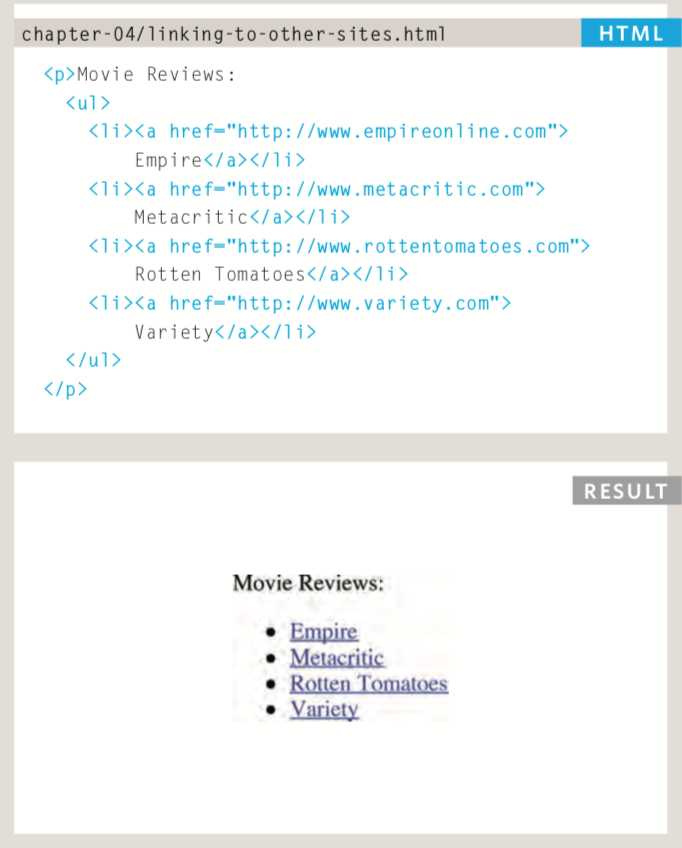 chapter-04/linking-to-other-sites.html HTML
<p>Movie Reviews:
<ul>
<li><a href="http://www.empireonline.com">
Empire</a></li>
<li><a href="http://www.metacritic.com">
Metacritic</a></li>
<li><a href="http://www.rottentomatoes.com">
Rotten Tomatoes</a></li>
<li><a href="http://www.variety.com">
Variety</a></li>
</ul>
</p>
RESULT
Movie Reviews:
• Empire
• Metacritic
• Rotten Tomatoes
• Variety